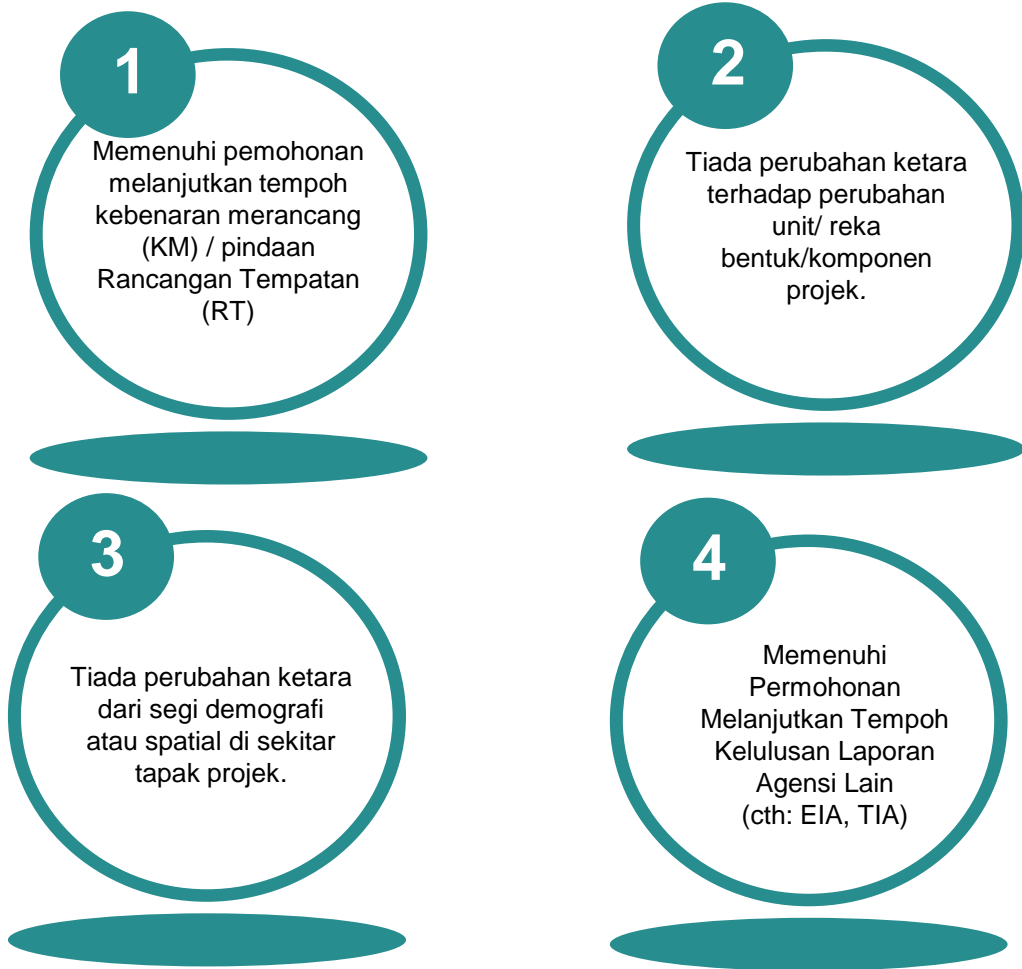 1
Memenuhi pemohonan
melanjutkan tempoh
kebenaran merancang
(KM) / pindaan
Rancangan Tempatan
(RT)
2
Tiada perubahan ketara
terhadap perubahan
unit/ reka
bentuk/komponen
projek.
3
Tiada perubahan ketara
dari segi demografi
atau spatial di sekitar
tapak projek.
4
Memenuhi
Permohonan
Melanjutkan Tempoh
Kelulusan Laporan
Agensi Lain
(cth: EIA, TIA)